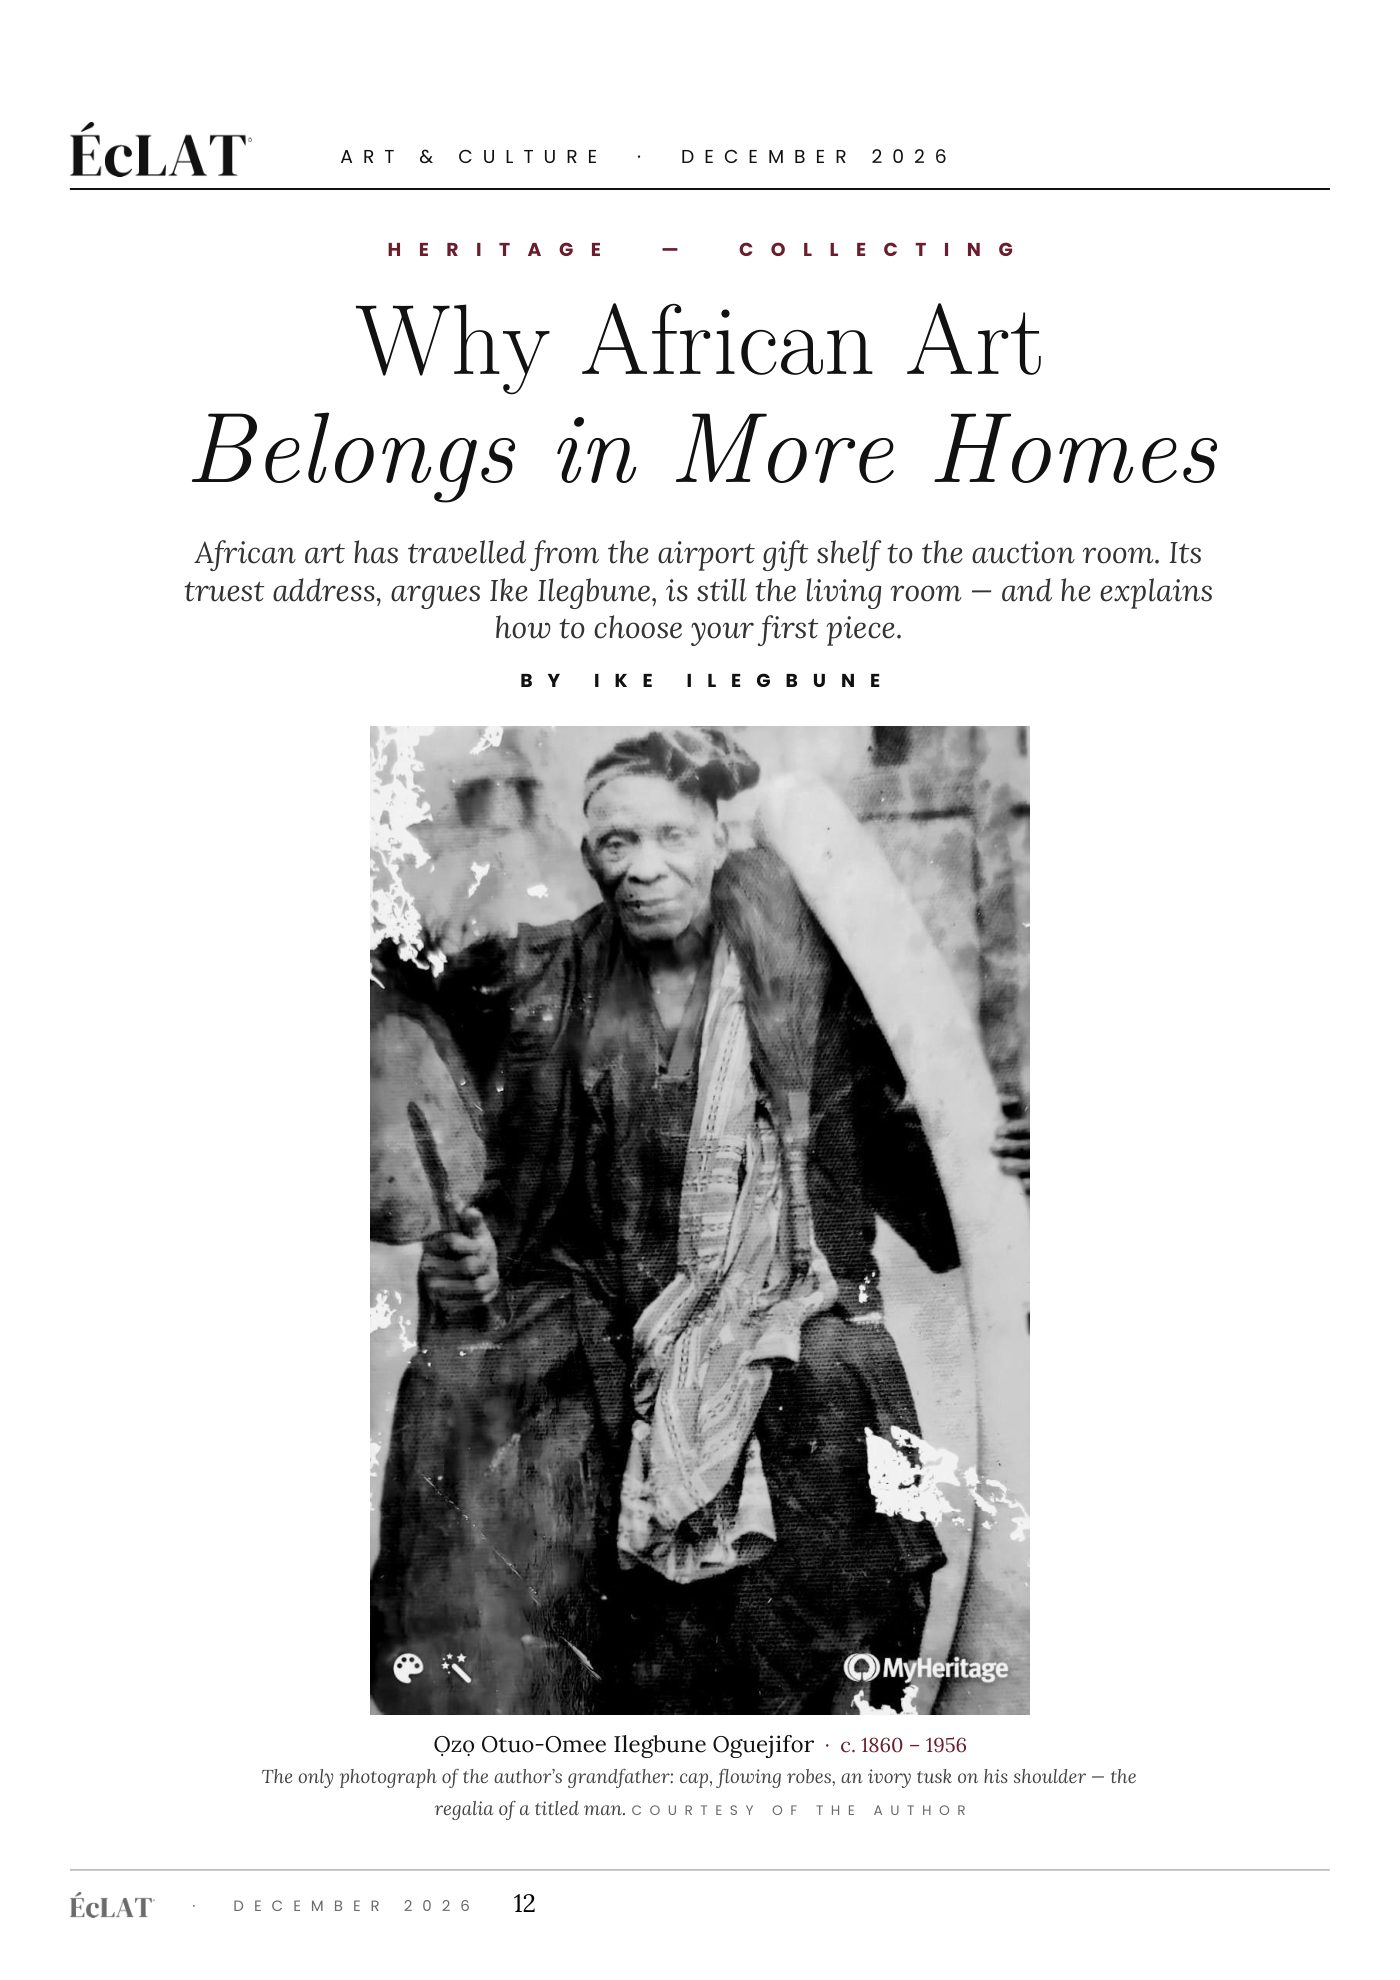 ÉcLAT
ART & CULTURE · DECEMBER 2026
HERITAGE — COLLECTING
Why African Art
Belongs in More Homes
African art has travelled from the airport gift shelf to the auction room. Its
truest address, argues Ike Ilegbune, is still the living room — and he explains
how to choose your first piece.
BY IKE ILEGBUNE
MyHeritage
Ọzọ Otuo-Omee Ilegbune Oguejifor · c. 1860 – 1956
The only photograph of the author’s grandfather: cap, flowing robes, an ivory tusk on his shoulder — the
regalia of a titled man. COURTESY OF THE AUTHOR
ÉcLAT · DECEMBER 2026 12